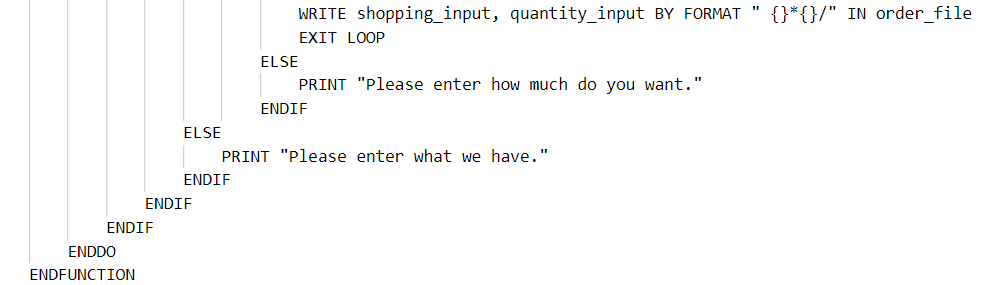 WRITE shopping_input, quantity_input BY FORMAT " {}*{}/" IN order_file
EXIT LOOP
ELSE
PRINT "Please enter how much do you want."
ENDIF
ELSE
PRINT "Please enter what we have."
ENDIF
ENDIF
ENDIF
ENDDO
ENDFUNCTION